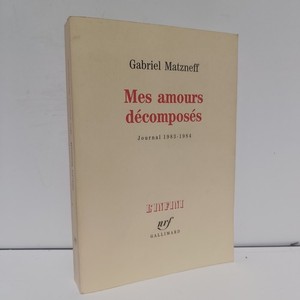 Gabriel Matzneff
Mes amours
décomposés
Journal 1983-1984
L'INFINI
nrf
GALLIMARD